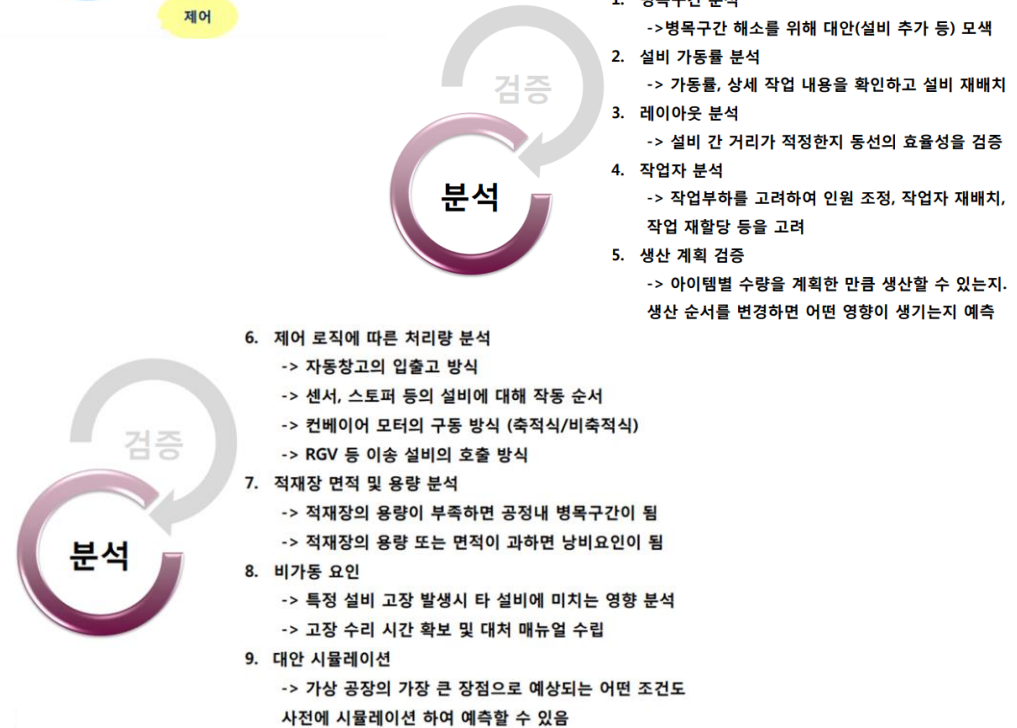 제어
1. 병목구간 분석
->병목구간 해소를 위해 대안(설비 추가 등) 모색
2. 설비 가동률 분석
-> 가동률, 상세 작업 내용을 확인하고 설비 재배치
3. 레이아웃 분석
-> 설비 간 거리가 적정한지 동선의 효율성을 검증
4. 작업자 분석
-> 작업부하를 고려하여 인원 조정, 작업자 재배치,
작업 재할당 등을 고려
5. 생산 계획 검증
-> 아이템별 수량을 계획한 만큼 생산할 수 있는지.
생산 순서를 변경하면 어떤 영향이 생기는지 예측
검증
분석
6. 제어 로직에 따른 처리량 분석
-> 자동창고의 입출고 방식
-> 센서, 스토퍼 등의 설비에 대해 작동 순서
-> 컨베이어 모터의 구동 방식 (축적식/비축적식)
-> RGV 등 이송 설비의 호출 방식
7. 적재장 면적 및 용량 분석
-> 적재장의 용량이 부족하면 공정내 병목구간이 됨
-> 적재장의 용량 또는 면적이 과하면 낭비요인이 됨
8. 비가동 요인
-> 특정 설비 고장 발생시 타 설비에 미치는 영향 분석
-> 고장 수리 시간 확보 및 대처 매뉴얼 수립
9. 대안 시뮬레이션
-> 가상 공장의 가장 큰 장점으로 예상되는 어떤 조건도
사전에 시뮬레이션 하여 예측할 수 있음
검증
분석